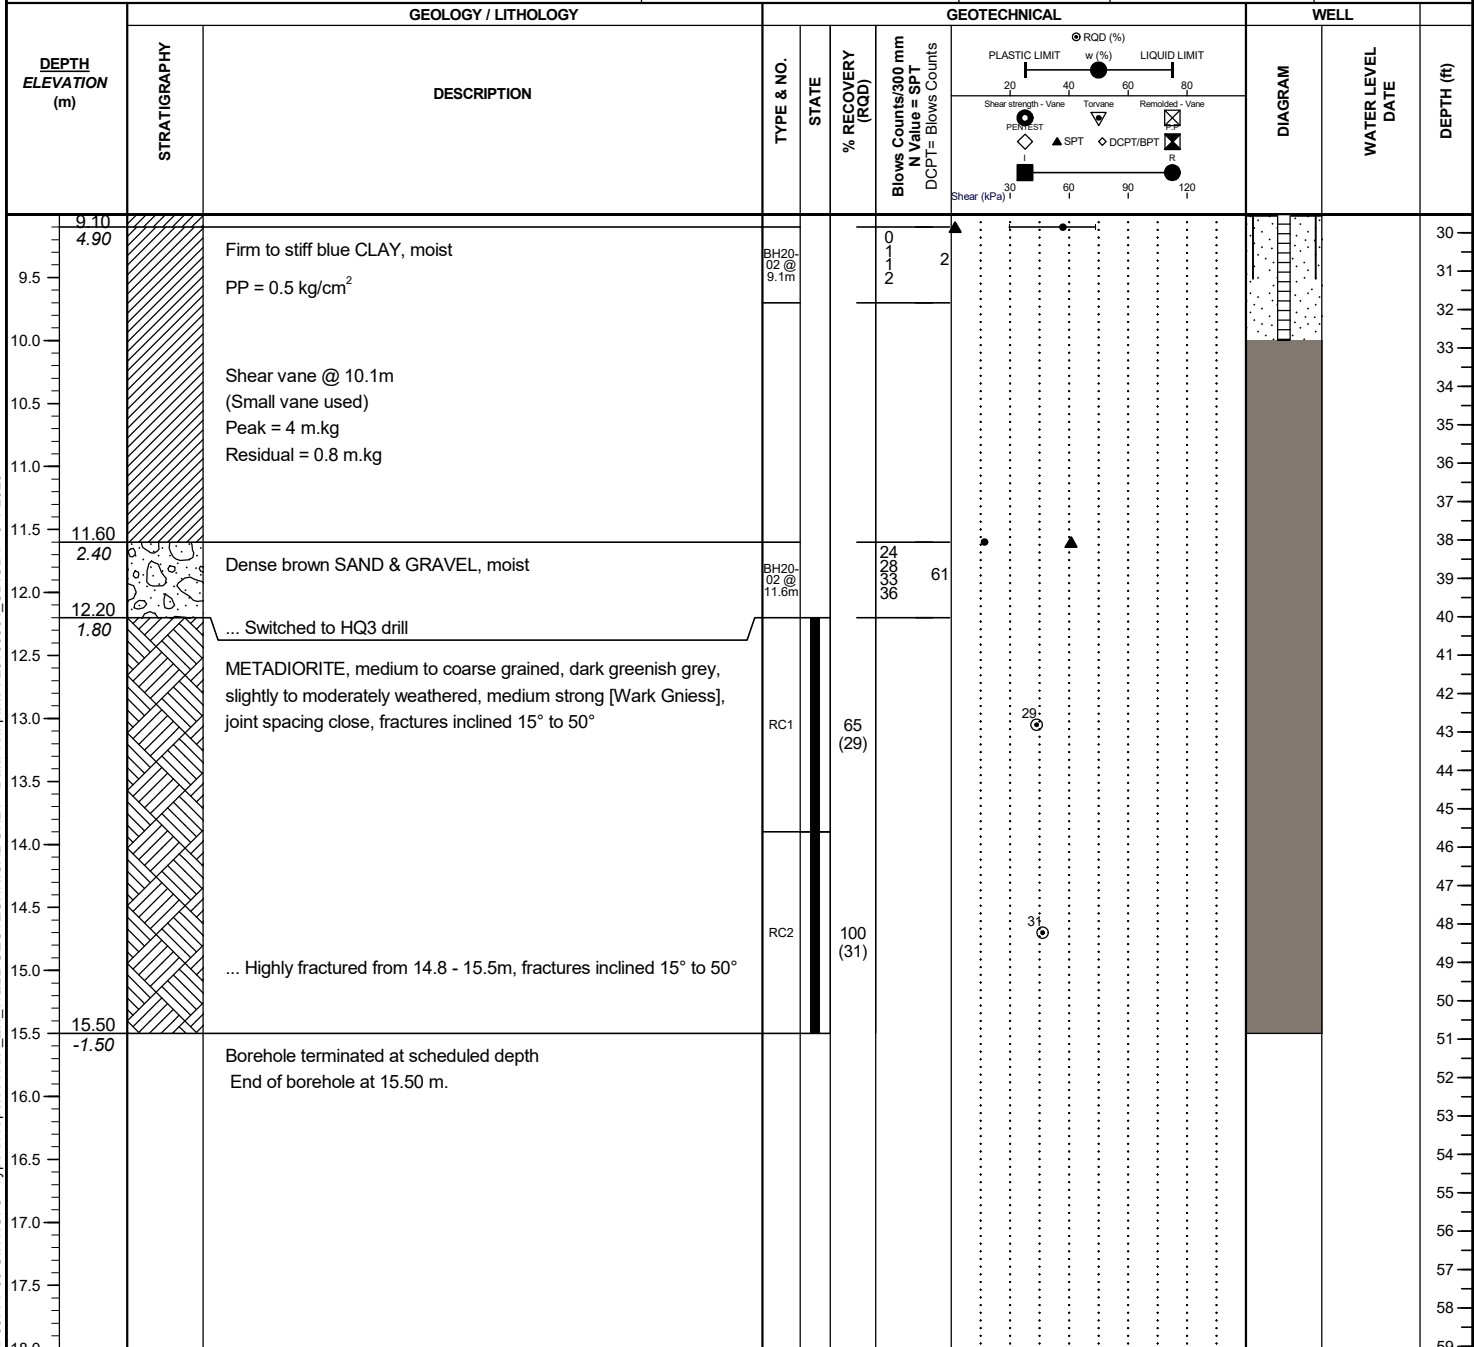 GEOLOGY / LITHOLOGY
GEOTECHNICAL
WELL
DEPTH
ELEVATION
(m)
STRATIGRAPHY
DESCRIPTION
TYPE & NO.
STATE
% RECOVERY
(RQD)
Blows Counts/300 mm
N Value = SPT
DCPT= Blows Counts
RQD (%)
PLASTIC LIMIT w (%) LIQUID LIMIT
20 40 60 80
Shear strength - Vane Torvane Remolded - Vane
PENTEST P.P
SPT DCPT/BPT
I R
Shear (kPa) 30 60 90 120
DIAGRAM
WATER LEVEL
DATE
DEPTH (ft)
9.10
4.90
Firm to stiff blue CLAY, moist
PP = 0.5 kg/cm2
BH20-
02 @
9.1m
0
1
1
2
2
Shear vane @ 10.1m
(Small vane used)
Peak = 4 m.kg
Residual = 0.8 m.kg
11.60
2.40
Dense brown SAND & GRAVEL, moist
BH20-
02 @
11.6m
24
28
33
36
61
12.20
1.80
... Switched to HQ3 drill
METADIORITE, medium to coarse grained, dark greenish grey,
slightly to moderately weathered, medium strong [Wark Gniess],
joint spacing close, fractures inclined 15° to 50°
RC1
65
(29)
29
RC2
100
(31)
31
... Highly fractured from 14.8 - 15.5m, fractures inclined 15° to 50°
15.50
-1.50
Borehole terminated at scheduled depth
End of borehole at 15.50 m.
9.5
10.0
10.5
11.0
11.5
12.0
12.5
13.0
13.5
14.0
14.5
15.0
15.5
16.0
16.5
17.0
17.5
18.0
30
31
32
33
34
35
36
37
38
39
40
41
42
43
44
45
46
47
48
49
50
51
52
53
54
55
56
57
58
59